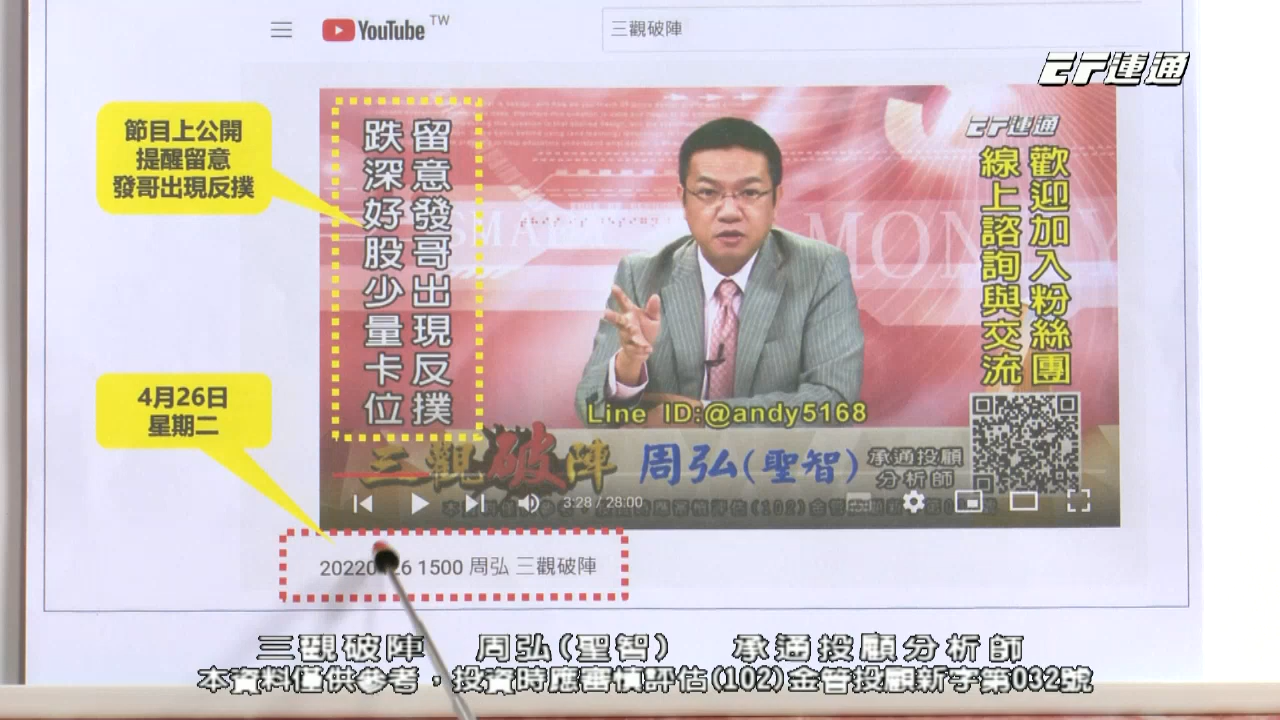 YouTube TW
三觀破陣
EF運通
節目上公開
提醒留意
發哥出現反撲
留意發哥出現反撲
跌深好股少量卡位
EF運通
歡迎加入粉絲團
線上諮詢與交流
SMA
MONEY
4月26日
星期二
Line ID:@andy5168
三觀破陣 周弘(聖智)
承通投顧
分析師
3:28 / 28:00
26 1500 周弘 三觀破陣
三觀破陣 周弘(聖智) 承通投顧分析師
本資料僅供參考，投資時應審慎評估(102)金管投顧新字第032號